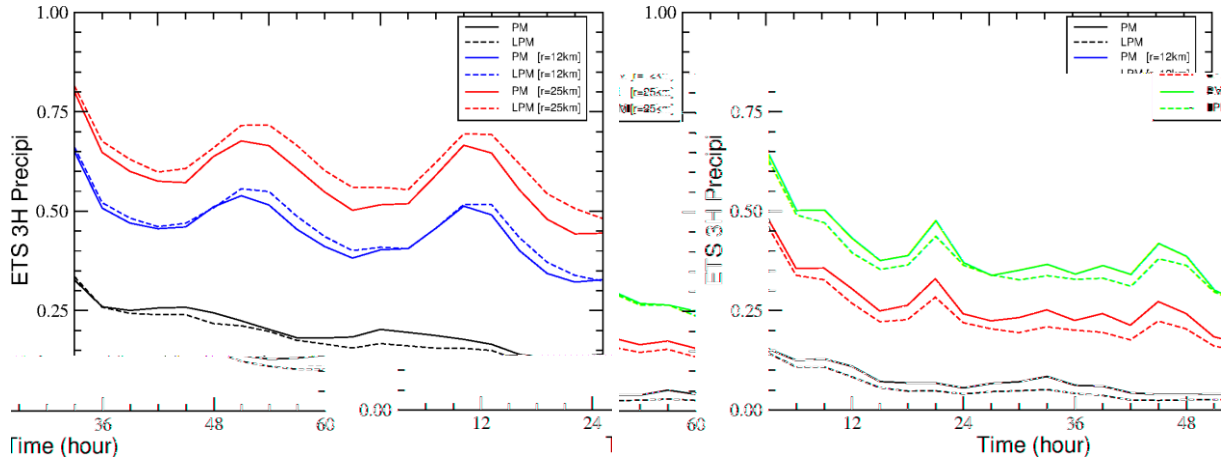 1.00
0.75
0.50
0.25
ETS 3H Precipi
PM
LPM
PM [r=12km]
LPM [r=12km]
PM [r=25km]
LPM [r=25km]
36
48
60
0.00
12
24
Time (hour)
60
1.00
0.75
0.50
0.25
0.00
ETS 3H Precipi
PM
LPM
PM [r=12km]
12
24
36
48
Time (hour)